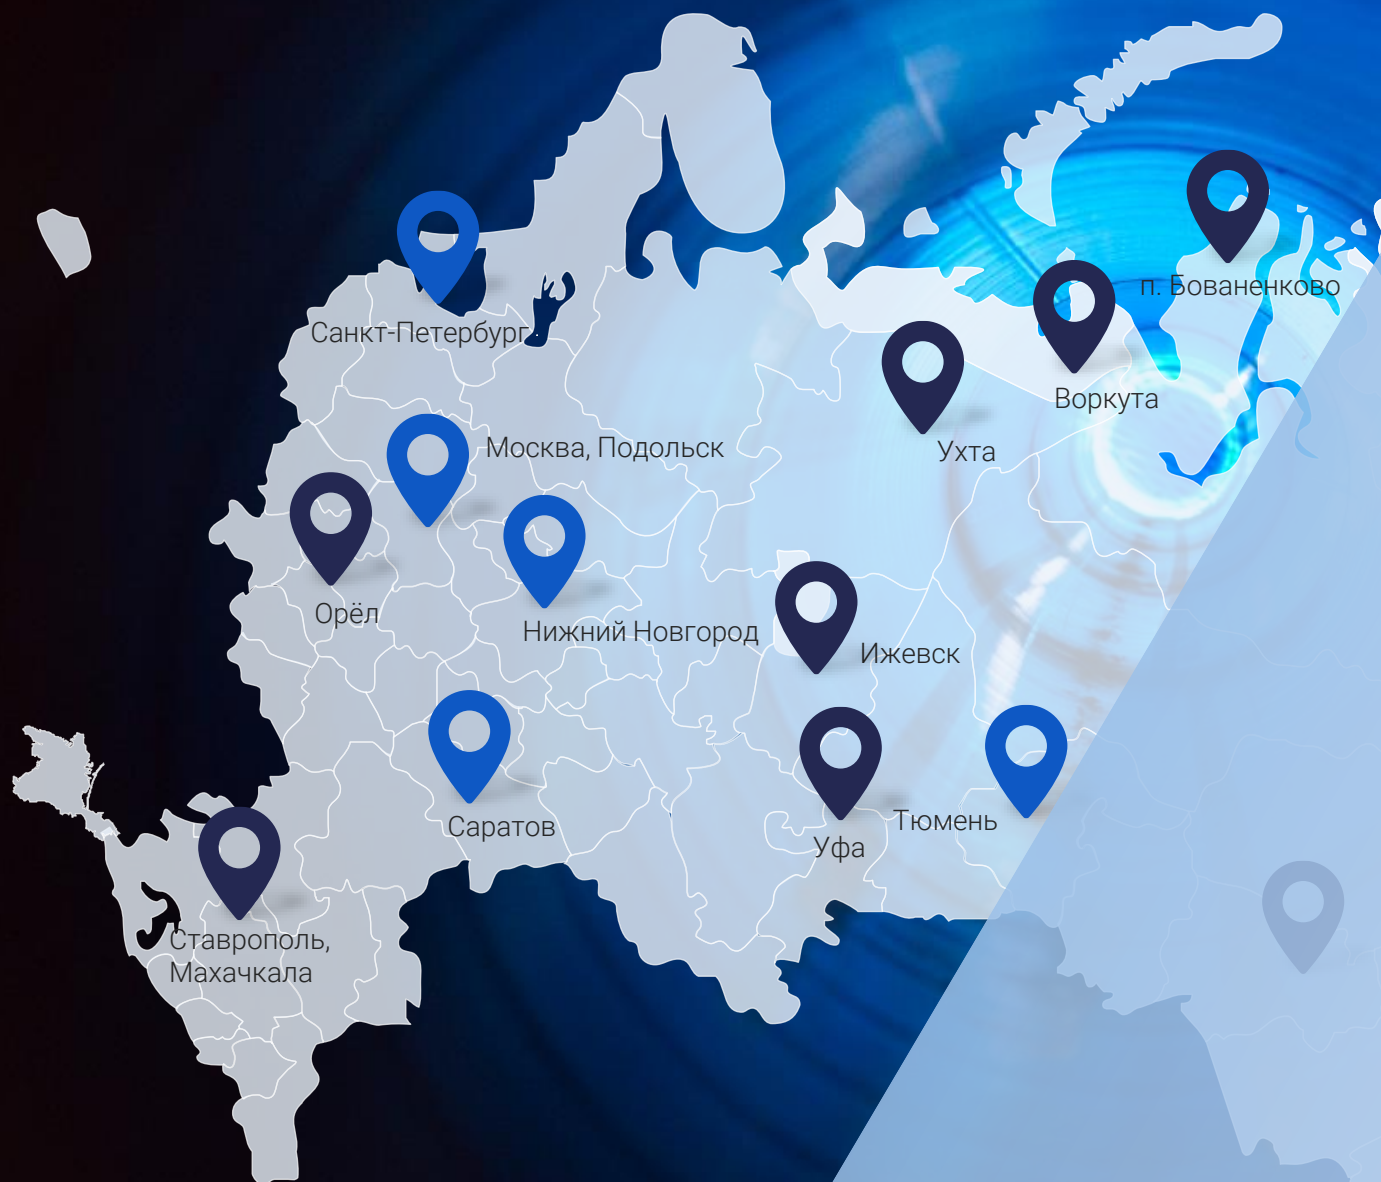 п. Бованенково
Санкт-Петербург
Воркута
Москва, Подольск
Ухта
Орёл
Нижний Новгород
Ижевск
Саратов
Тюмень
Уфа
Ставрополь,
Махачкала